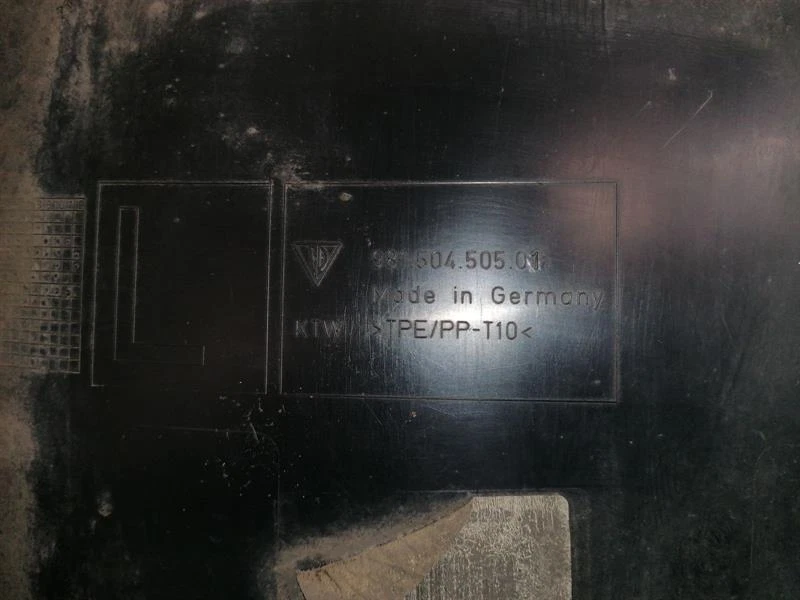 L
504.505.01
Made in Germany
KTW >TPE/PP-T10<